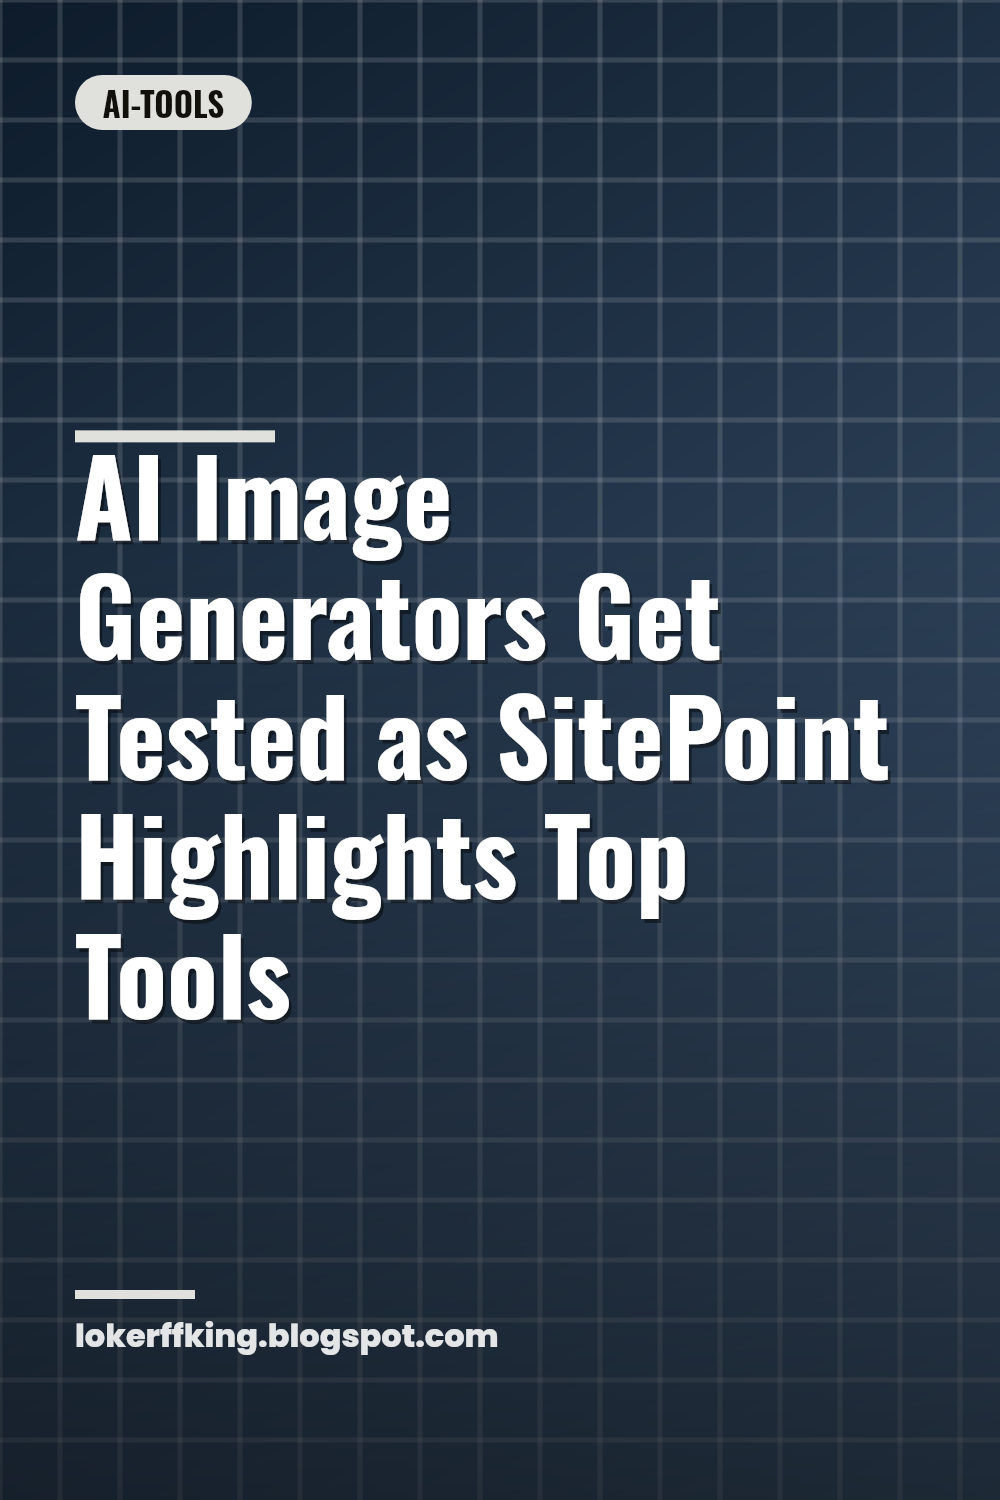 AI-TOOLS
AI Image
Generators Get
Tested as SitePoint
Highlights Top
Tools
lokerffking.blogspot.com